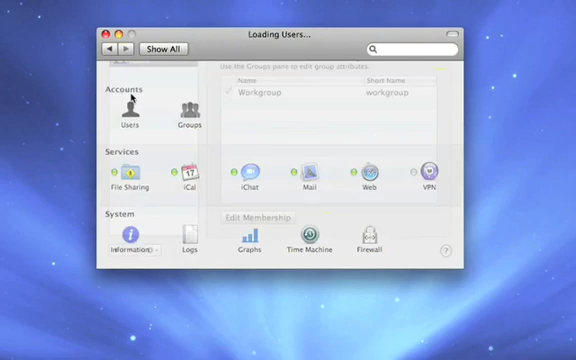 Loading Users...
Show All
Use the Groups pane to edit group attributes.
Accounts
Name
Short Name
Workgroup
workgroup
Users
Groups
Services
17
File Sharing
iCal
iChat
Mail
Web
VPN
System
Edit Membership
Information
Logs
Graphs
Time Machine
Firewall
?